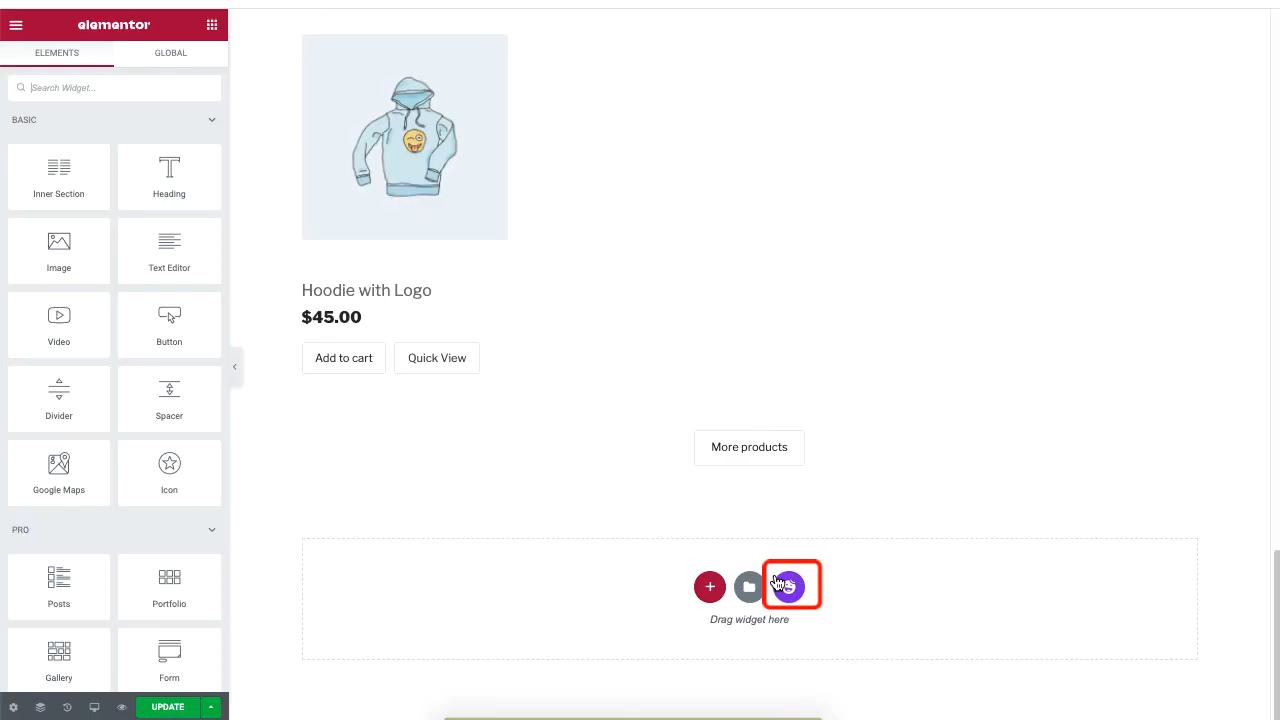 elementor
ELEMENTS
GLOBAL
Search Widget...
BASIC
Inner Section
Heading
Image
Text Editor
Video
Button
Divider
Spacer
Google Maps
Icon
PRO
Posts
Portfolio
Gallery
Form
UPDATE
Hoodie with Logo
$45.00
Add to cart
Quick View
More products
Drag widget here